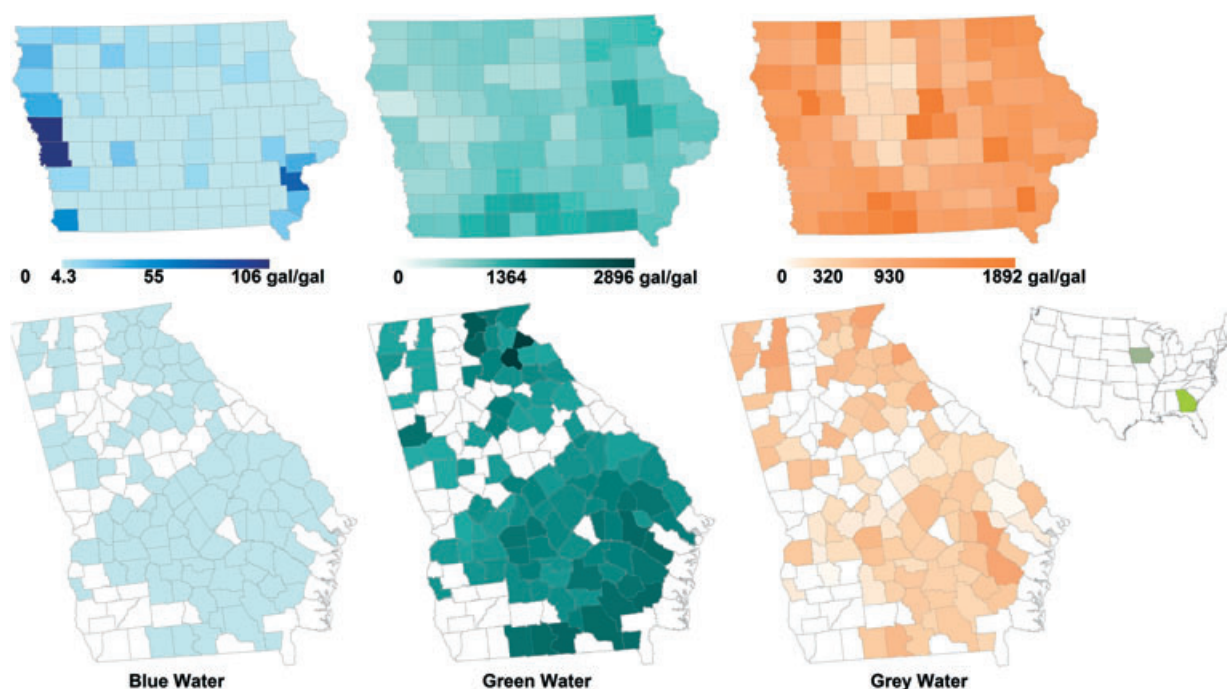 0 4.3 55 106 gal/gal
0 1364 2896 gal/gal
0 320 930 1892 gal/gal
Blue Water
Green Water
Grey Water